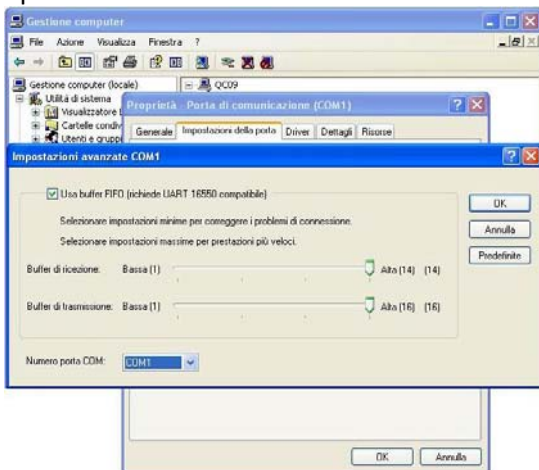 Gestione computer
File Azione Visualizza Finestra ?
Gestione computer (locale)
QC09
Utilità di sistema
Visualizzatore
Cartelle condiv
Utenti e gruppi
Proprietà - Porta di comunicazione (COM1)
Generale Impostazioni della porta Driver Dettagli Risorse
Impostazioni avanzate COM1
Usa buffer FIFO (richiede UART 16550 compatibile)
Selezionare impostazioni minime per correggere i problemi di connessione.
Selezionare impostazioni massime per prestazioni più veloci.
Buffer di ricezione: Bassa (1) Alta (14) (14)
Buffer di trasmissione: Bassa (1) Alta (16) (16)
Numero porta COM: COM1
OK
Annulla
Predefinite
OK Annulla